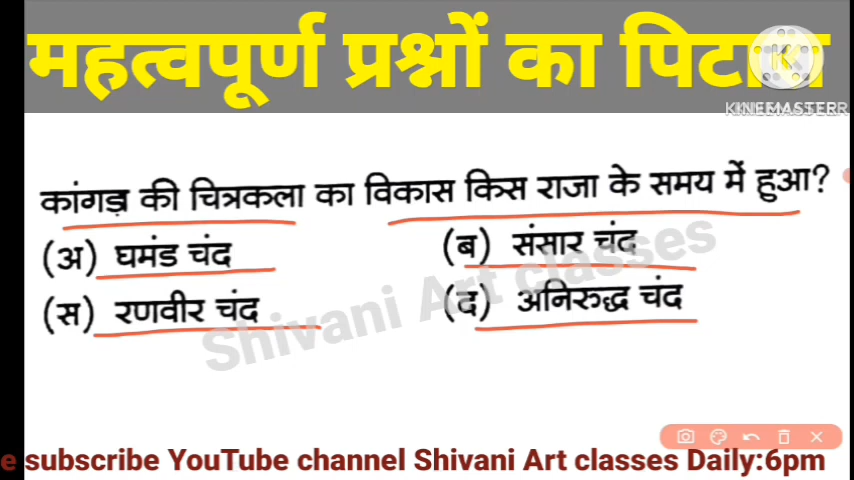 महत्वपूर्ण प्रश्नों का पिटारा
KINEMASTER
कांगड़ा की चित्रकला का विकास किस राजा के समय में हुआ?
(अ) घमंड चंद
(ब) संसार चंद
(स) रणवीर चंद
(द) अनिरुद्ध चंद
Shivani Art classes
e subscribe YouTube channel Shivani Art classes Daily:6pm